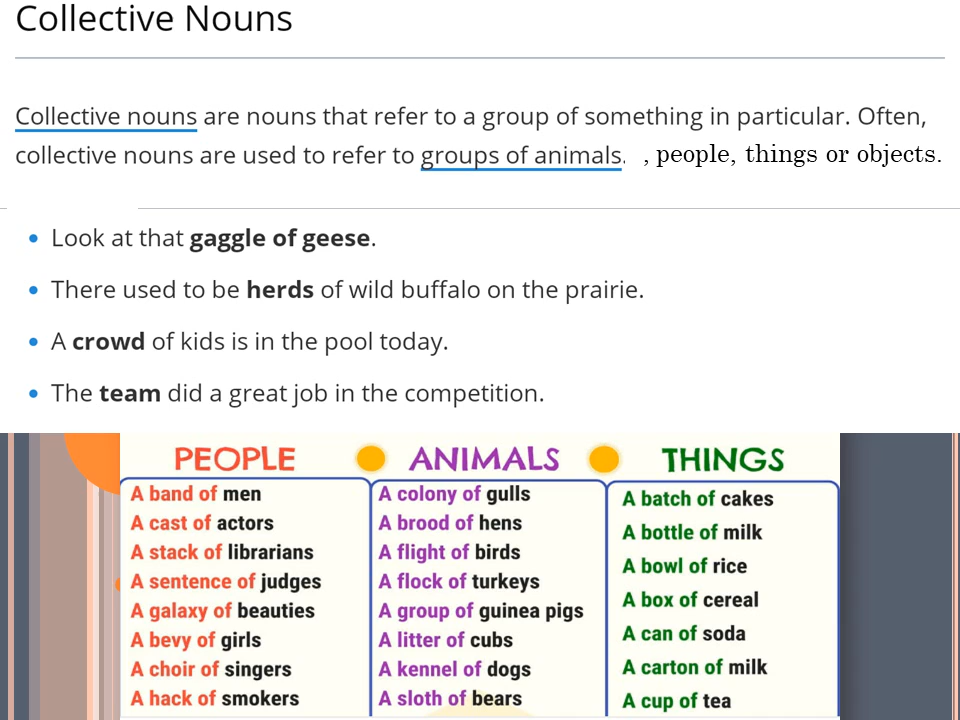 Collective Nouns
Collective nouns are nouns that refer to a group of something in particular. Often,
collective nouns are used to refer to groups of animals. , people, things or objects.
Look at that gaggle of geese.
There used to be herds of wild buffalo on the prairie.
A crowd of kids is in the pool today.
The team did a great job in the competition.
PEOPLE
A band of men
A cast of actors
A stack of librarians
A sentence of judges
A galaxy of beauties
A bevy of girls
A choir of singers
A hack of smokers
ANIMALS
A colony of gulls
A brood of hens
A flight of birds
A flock of turkeys
A group of guinea pigs
A litter of cubs
A kennel of dogs
A sloth of bears
THINGS
A batch of cakes
A bottle of milk
A bowl of rice
A box of cereal
A can of soda
A carton of milk
A cup of tea